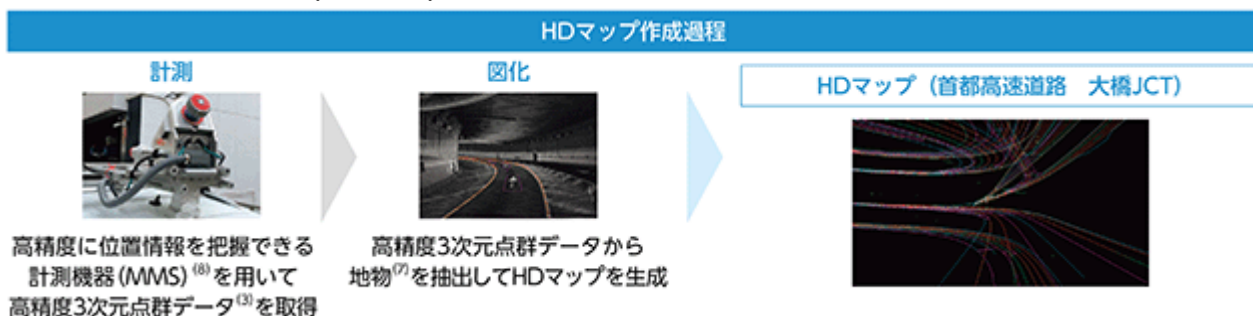 HDマップ作成過程
計測
高精度に位置情報を把握できる
計測機器(MMS)⁽⁸⁾を用いて
高精度3次元点群データ⁽³⁾を取得
図化
高精度3次元点群データから
地物⁽⁷⁾を抽出してHDマップを生成
HDマップ（首都高速道路　大橋JCT）